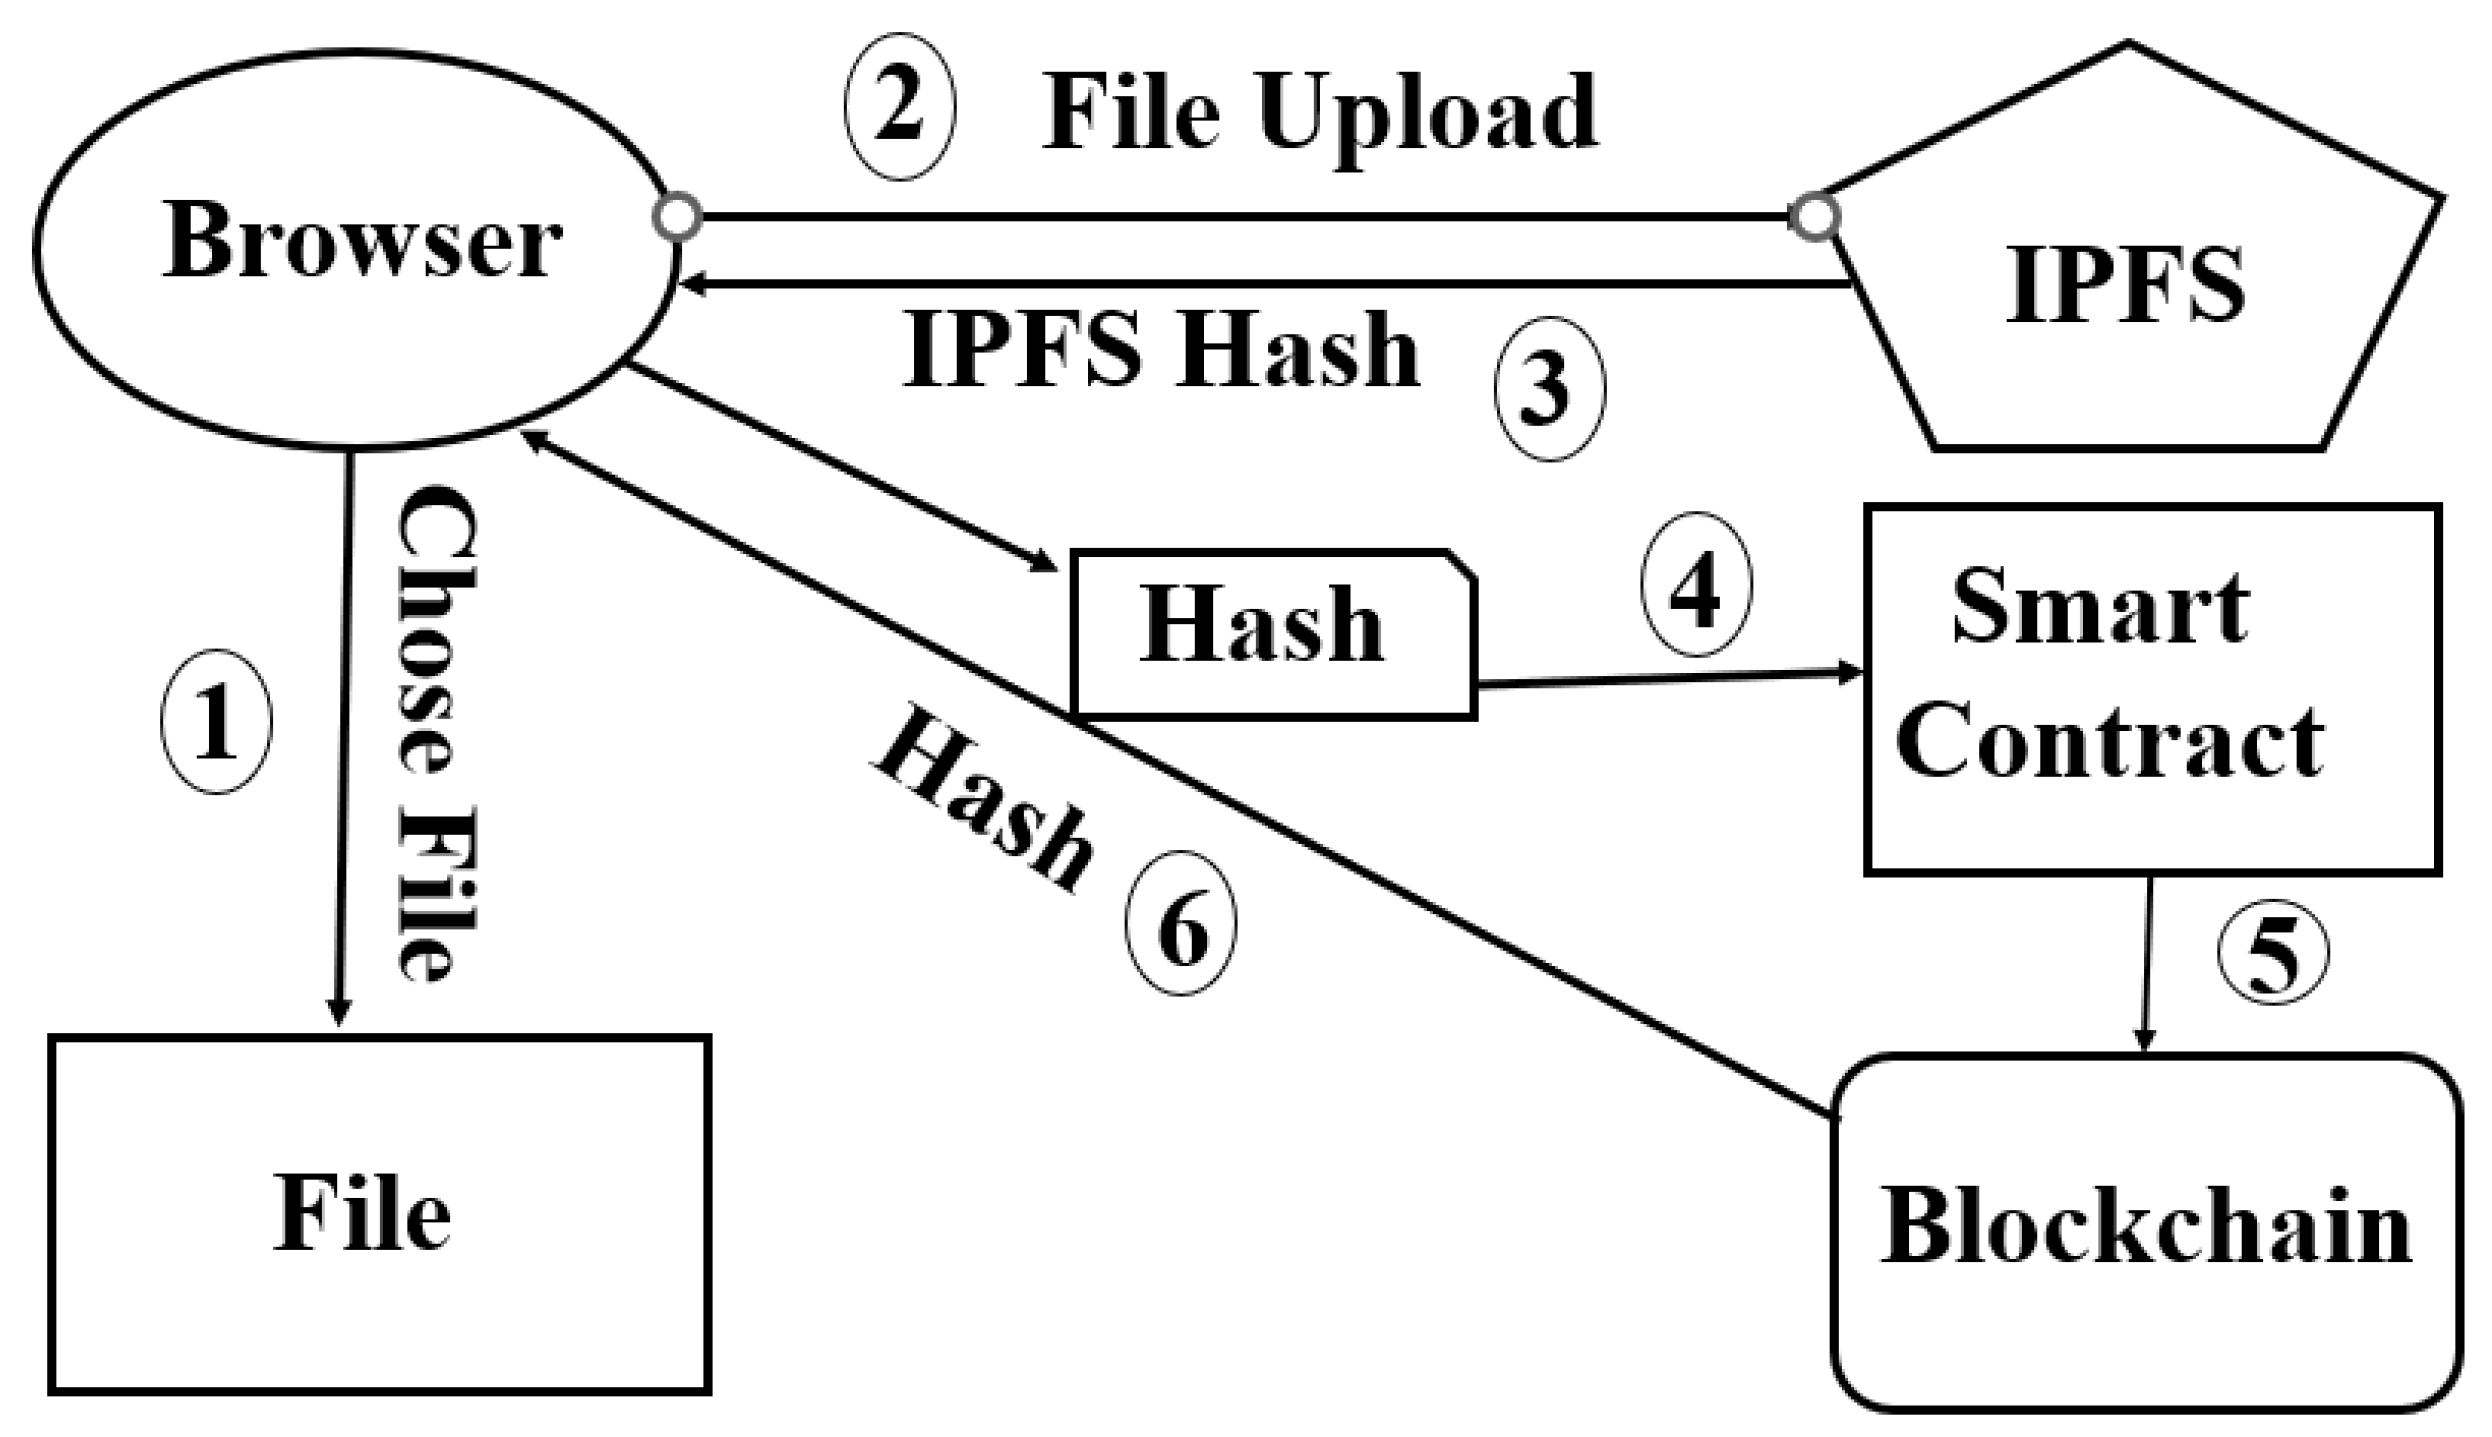 2 File Upload
Browser
IPFS
IPFS Hash 3
Chose File
1
Hash
4
Smart
Contract
Hash
6
5
File
Blockchain